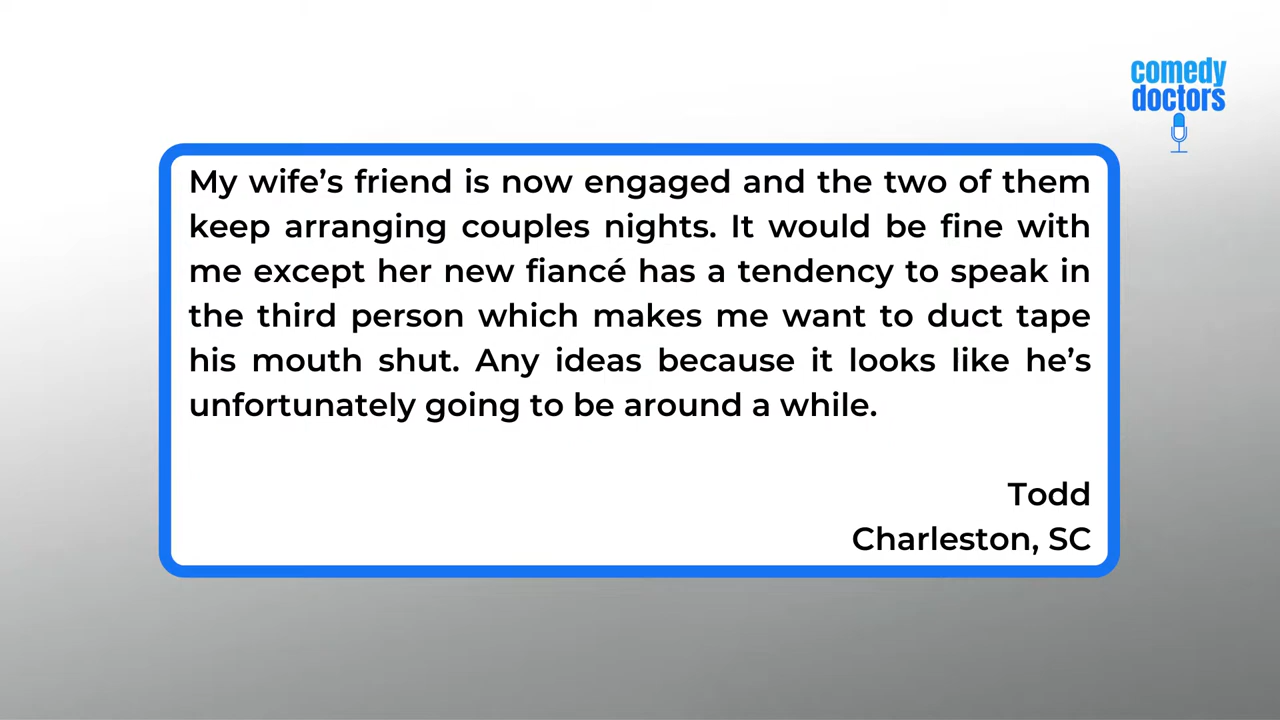 comedy
doctors
My wife’s friend is now engaged and the two of them
keep arranging couples nights. It would be fine with
me except her new fiancé has a tendency to speak in
the third person which makes me want to duct tape
his mouth shut. Any ideas because it looks like he’s
unfortunately going to be around a while.
Todd
Charleston, SC